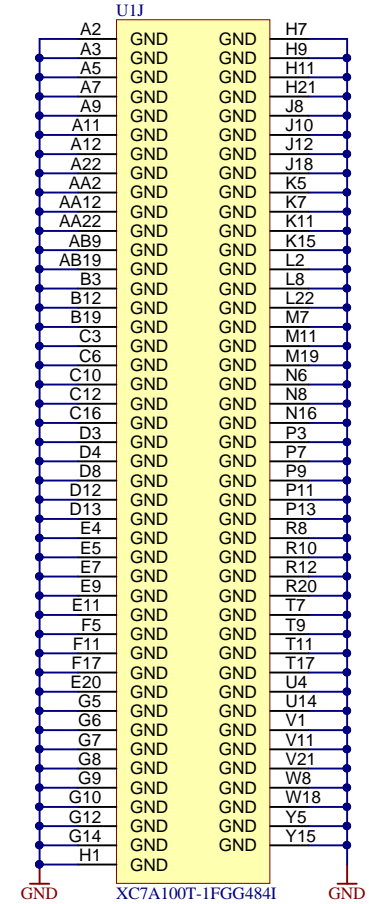 U1J
A2 GND GND H7
A3 GND GND H9
A5 GND GND H11
A7 GND GND H21
A9 GND GND J8
A11 GND GND J10
A12 GND GND J12
A22 GND GND J18
AA2 GND GND K5
AA12 GND GND K7
AA22 GND GND K11
AB9 GND GND K15
AB19 GND GND L2
B3 GND GND L8
B12 GND GND L22
B19 GND GND M7
C3 GND GND M11
C6 GND GND M19
C10 GND GND N6
C12 GND GND N8
C16 GND GND N16
D3 GND GND P3
D4 GND GND P7
D8 GND GND P9
D12 GND GND P11
D13 GND GND P13
E4 GND GND R8
E5 GND GND R10
E7 GND GND R12
E9 GND GND R20
E11 GND GND T7
F5 GND GND T9
F11 GND GND T11
F17 GND GND T17
E20 GND GND U4
G5 GND GND U14
G6 GND GND V1
G7 GND GND V11
G8 GND GND V21
G9 GND GND W8
G10 GND GND W18
G12 GND GND Y5
G14 GND GND Y15
H1 GND
GND XC7A100T-1FGG484I GND